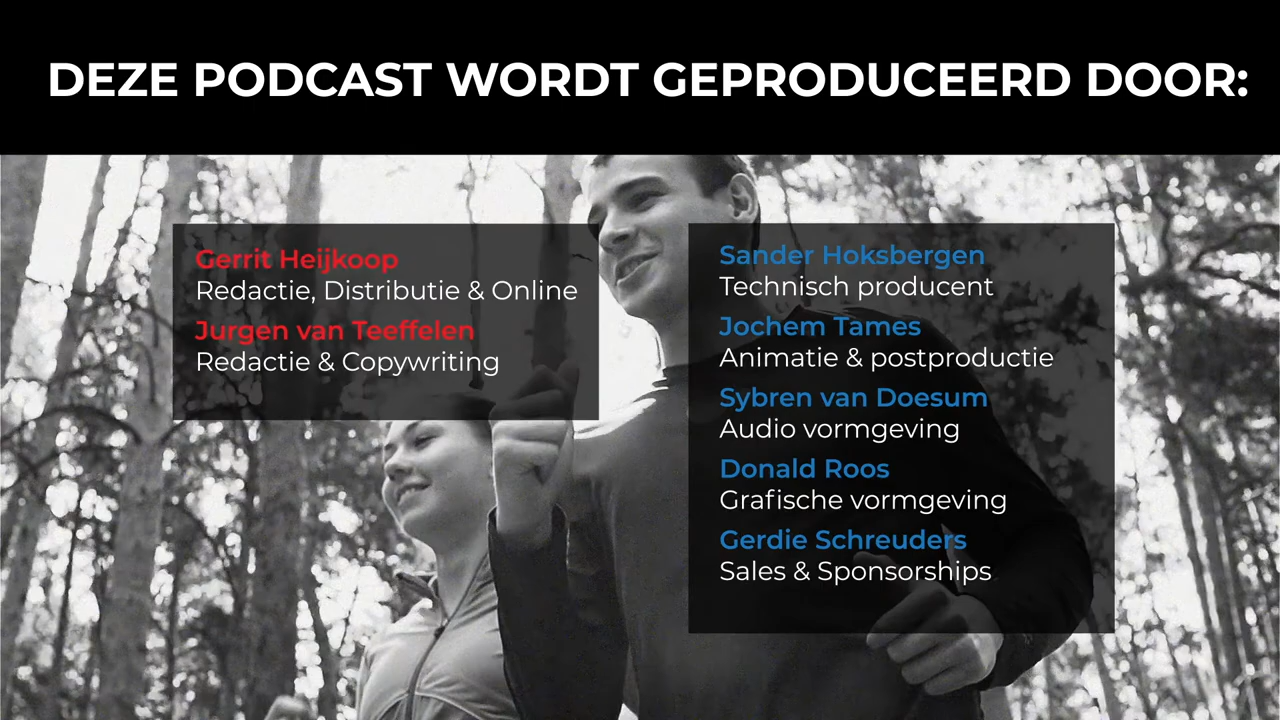 DEZE PODCAST WORDT GEPRODUCEERD DOOR:
Gerrit Heijkoop
Redactie, Distributie & Online
Jurgen van Teeffelen
Redactie & Copywriting
Sander Hoksbergen
Technisch producent
Jochem Tames
Animatie & postproductie
Sybren van Doesum
Audio vormgeving
Donald Roos
Grafische vormgeving
Gerdie Schreuders
Sales & Sponsorships